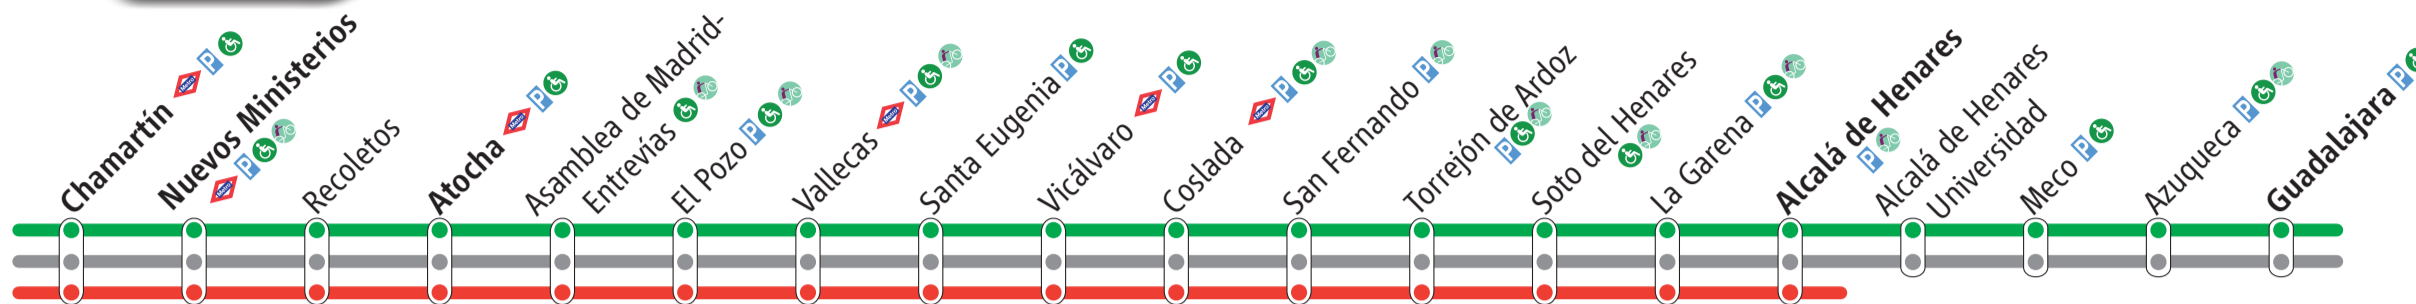 Chamartín
Nuevos Ministerios
Recoletos
Atocha
Asamblea de Madrid-
Entrevías
El Pozo
Vallecas
Santa Eugenia
Vicálvaro
Coslada
San Fernando
Torrejón de Ardoz
Soto del Henares
La Garena
Alcalá de Henares
Alcalá de Henares
Universidad
Meco
Azuqueca
Guadalajara